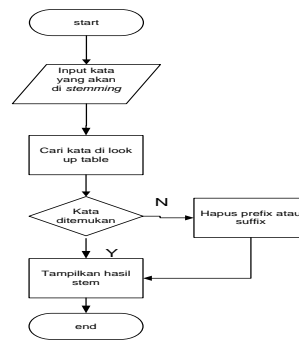 start
Input kata
yang akan
di stemming
Cari kata di look
up table
Kata
ditemukan
N
Hapus prefix atau
suffix
Y
Tampilkan hasil
stem
end